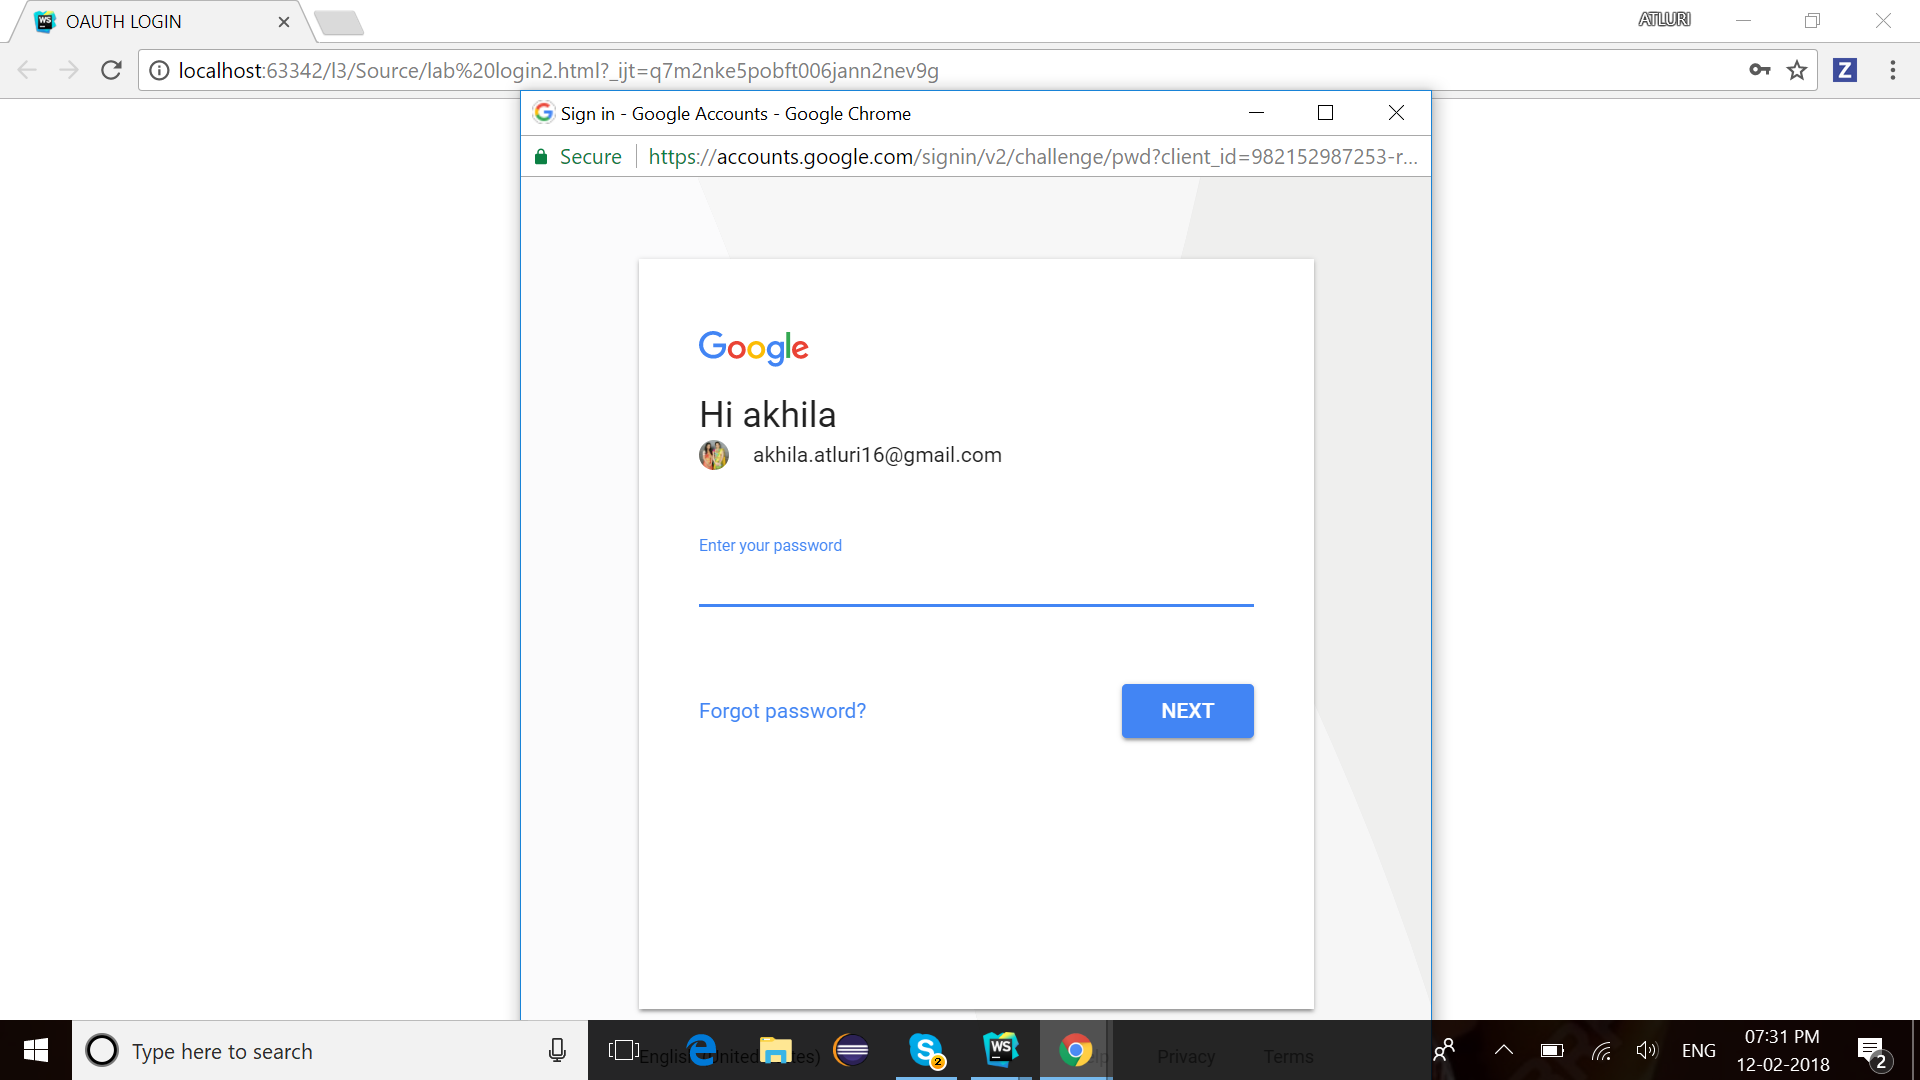 OAUTH LOGIN
ATLURI
localhost:63342/l3/Source/lab%20login2.html?_ijt=q7m2nke5pobft006jann2nev9g
Z
Sign in - Google Accounts - Google Chrome
Secure
https://accounts.google.com/signin/v2/challenge/pwd?client_id=982152987253-r...
Google
Hi akhila
akhila.atluri16@gmail.com
Enter your password
Forgot password?
NEXT
Type here to search
Privacy
Terms
WS
2
ENG
07:31 PM
12-02-2018
2